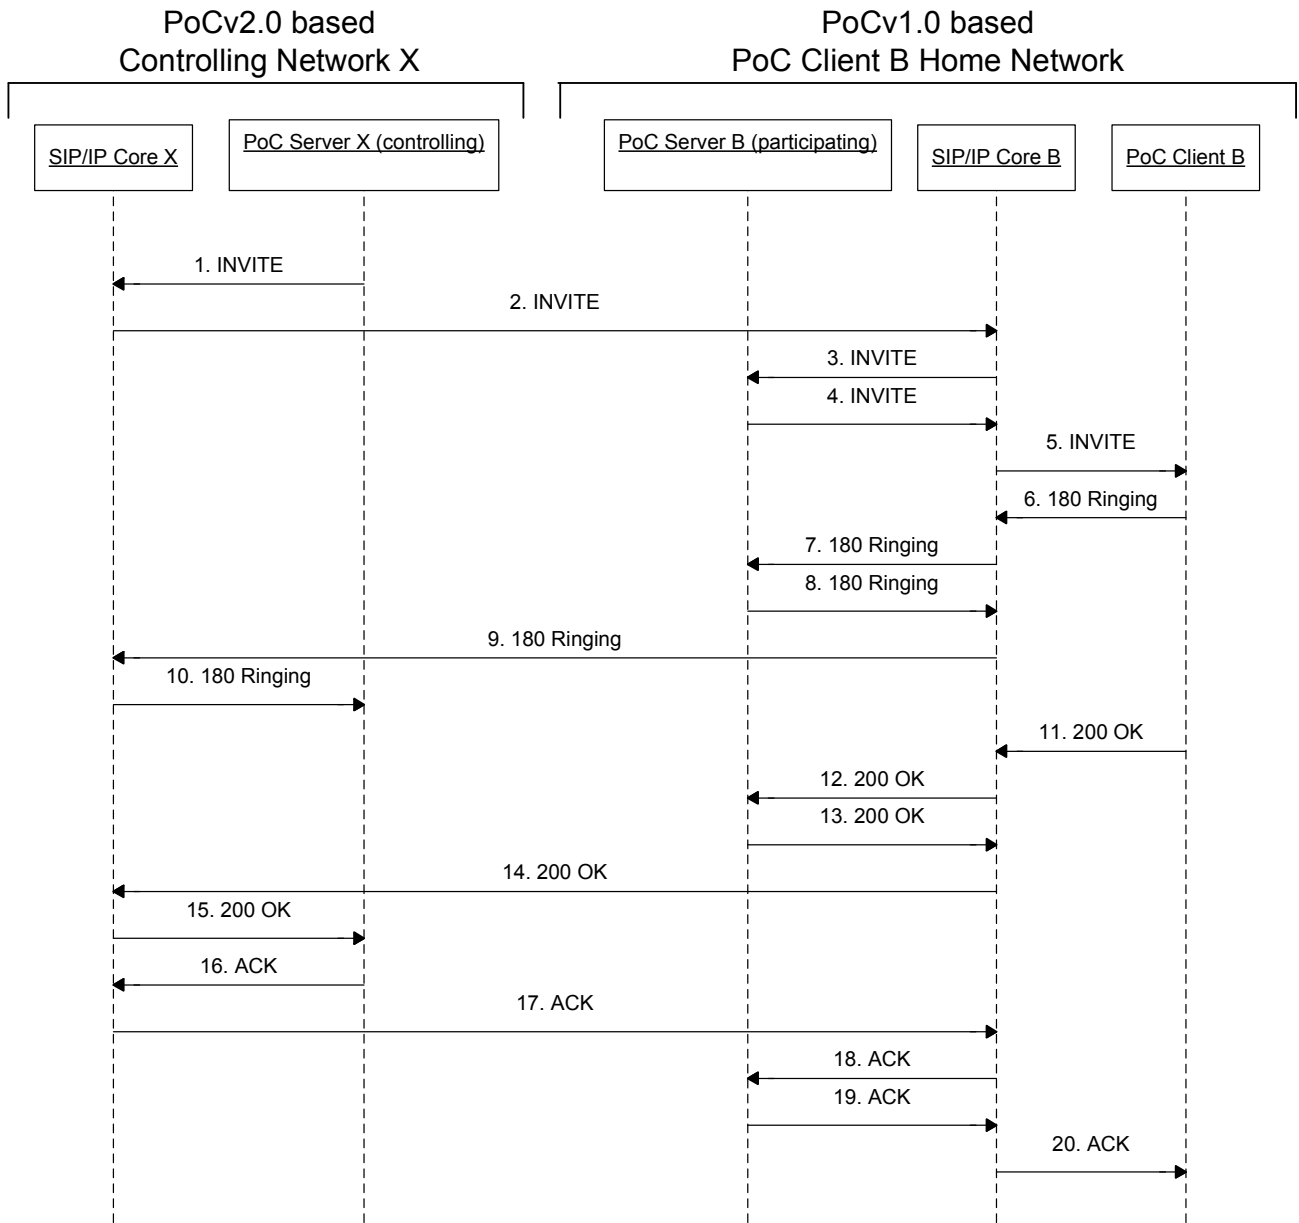 PoCv2.0 based
Controlling Network X
PoCv1.0 based
PoC Client B Home Network
SIP/IP Core X
PoC Server X (controlling)
PoC Server B (participating)
SIP/IP Core B
PoC Client B
1. INVITE
2. INVITE
3. INVITE
4. INVITE
5. INVITE
6. 180 Ringing
7. 180 Ringing
8. 180 Ringing
9. 180 Ringing
10. 180 Ringing
11. 200 OK
12. 200 OK
13. 200 OK
14. 200 OK
15. 200 OK
16. ACK
17. ACK
18. ACK
19. ACK
20. ACK